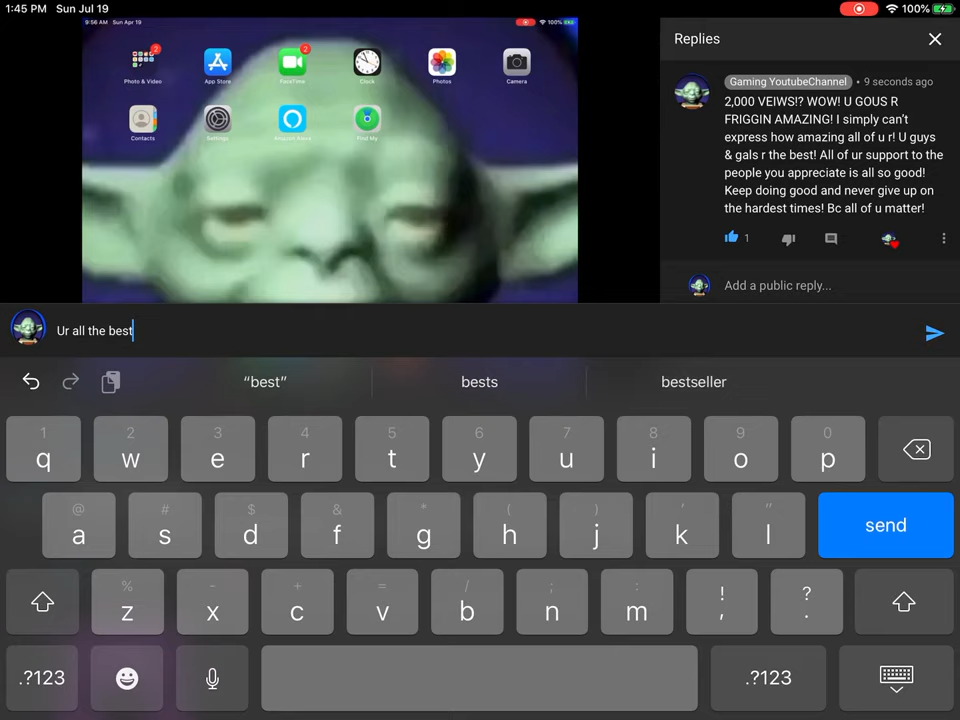 1:45 PM Sun Jul 19
100%
9:56 AM Sun Apr 19
100%
2
Photo & Video
App Store
2
FaceTime
Clock
Photos
Camera
Contacts
Settings
Amazon Alexa
Find My
Replies
Gaming YoutubeChannel • 9 seconds ago
2,000 VEIWS!? WOW! U GOUS R
FRIGGIN AMAZING! I simply can't
express how amazing all of u r! U guys
& gals r the best! All of ur support to the
people you appreciate is all so good!
Keep doing good and never give up on
the hardest times! Bc all of u matter!
1
Add a public reply...
Ur all the best
“best”
bests
bestseller
1 2 3 4 5 6 7 8 9 0
q w e r t y u i o p
@ # $ & * ( ) ' "
a s d f g h j k l send
% - + = / ; : ! ?
z x c v b n m , .
.?123 .?123